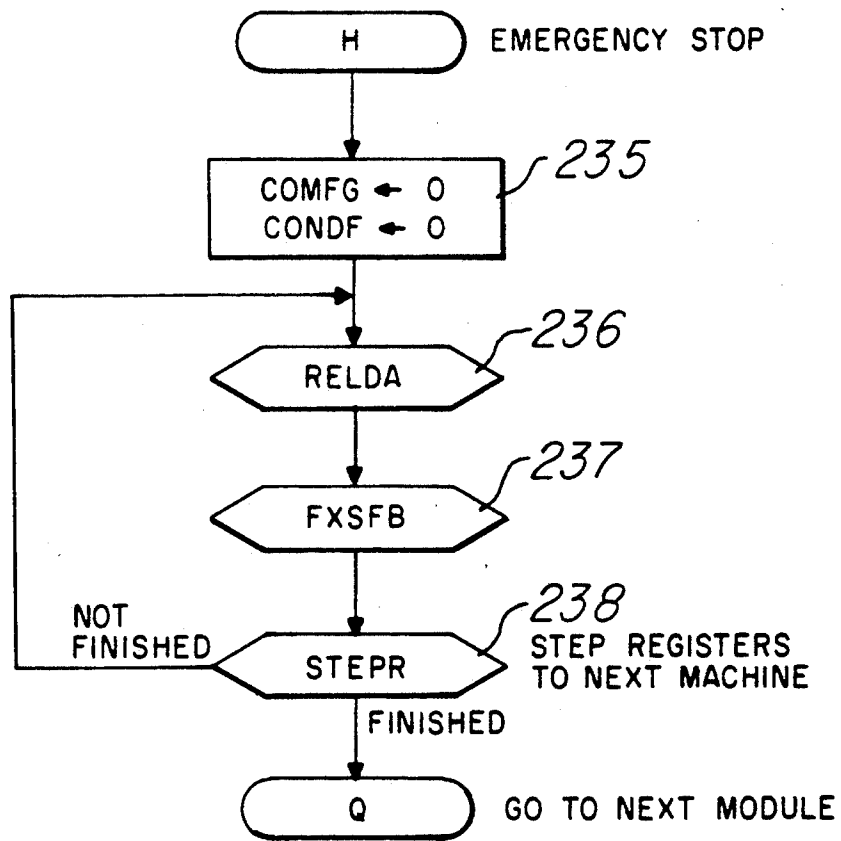 H EMERGENCY STOP
COMFG ← 0
CONDF ← 0
235
RELDA
236
FXSFB
237
STEPR
238
NOT
FINISHED
STEP REGISTERS
TO NEXT MACHINE
FINISHED
Q GO TO NEXT MODULE